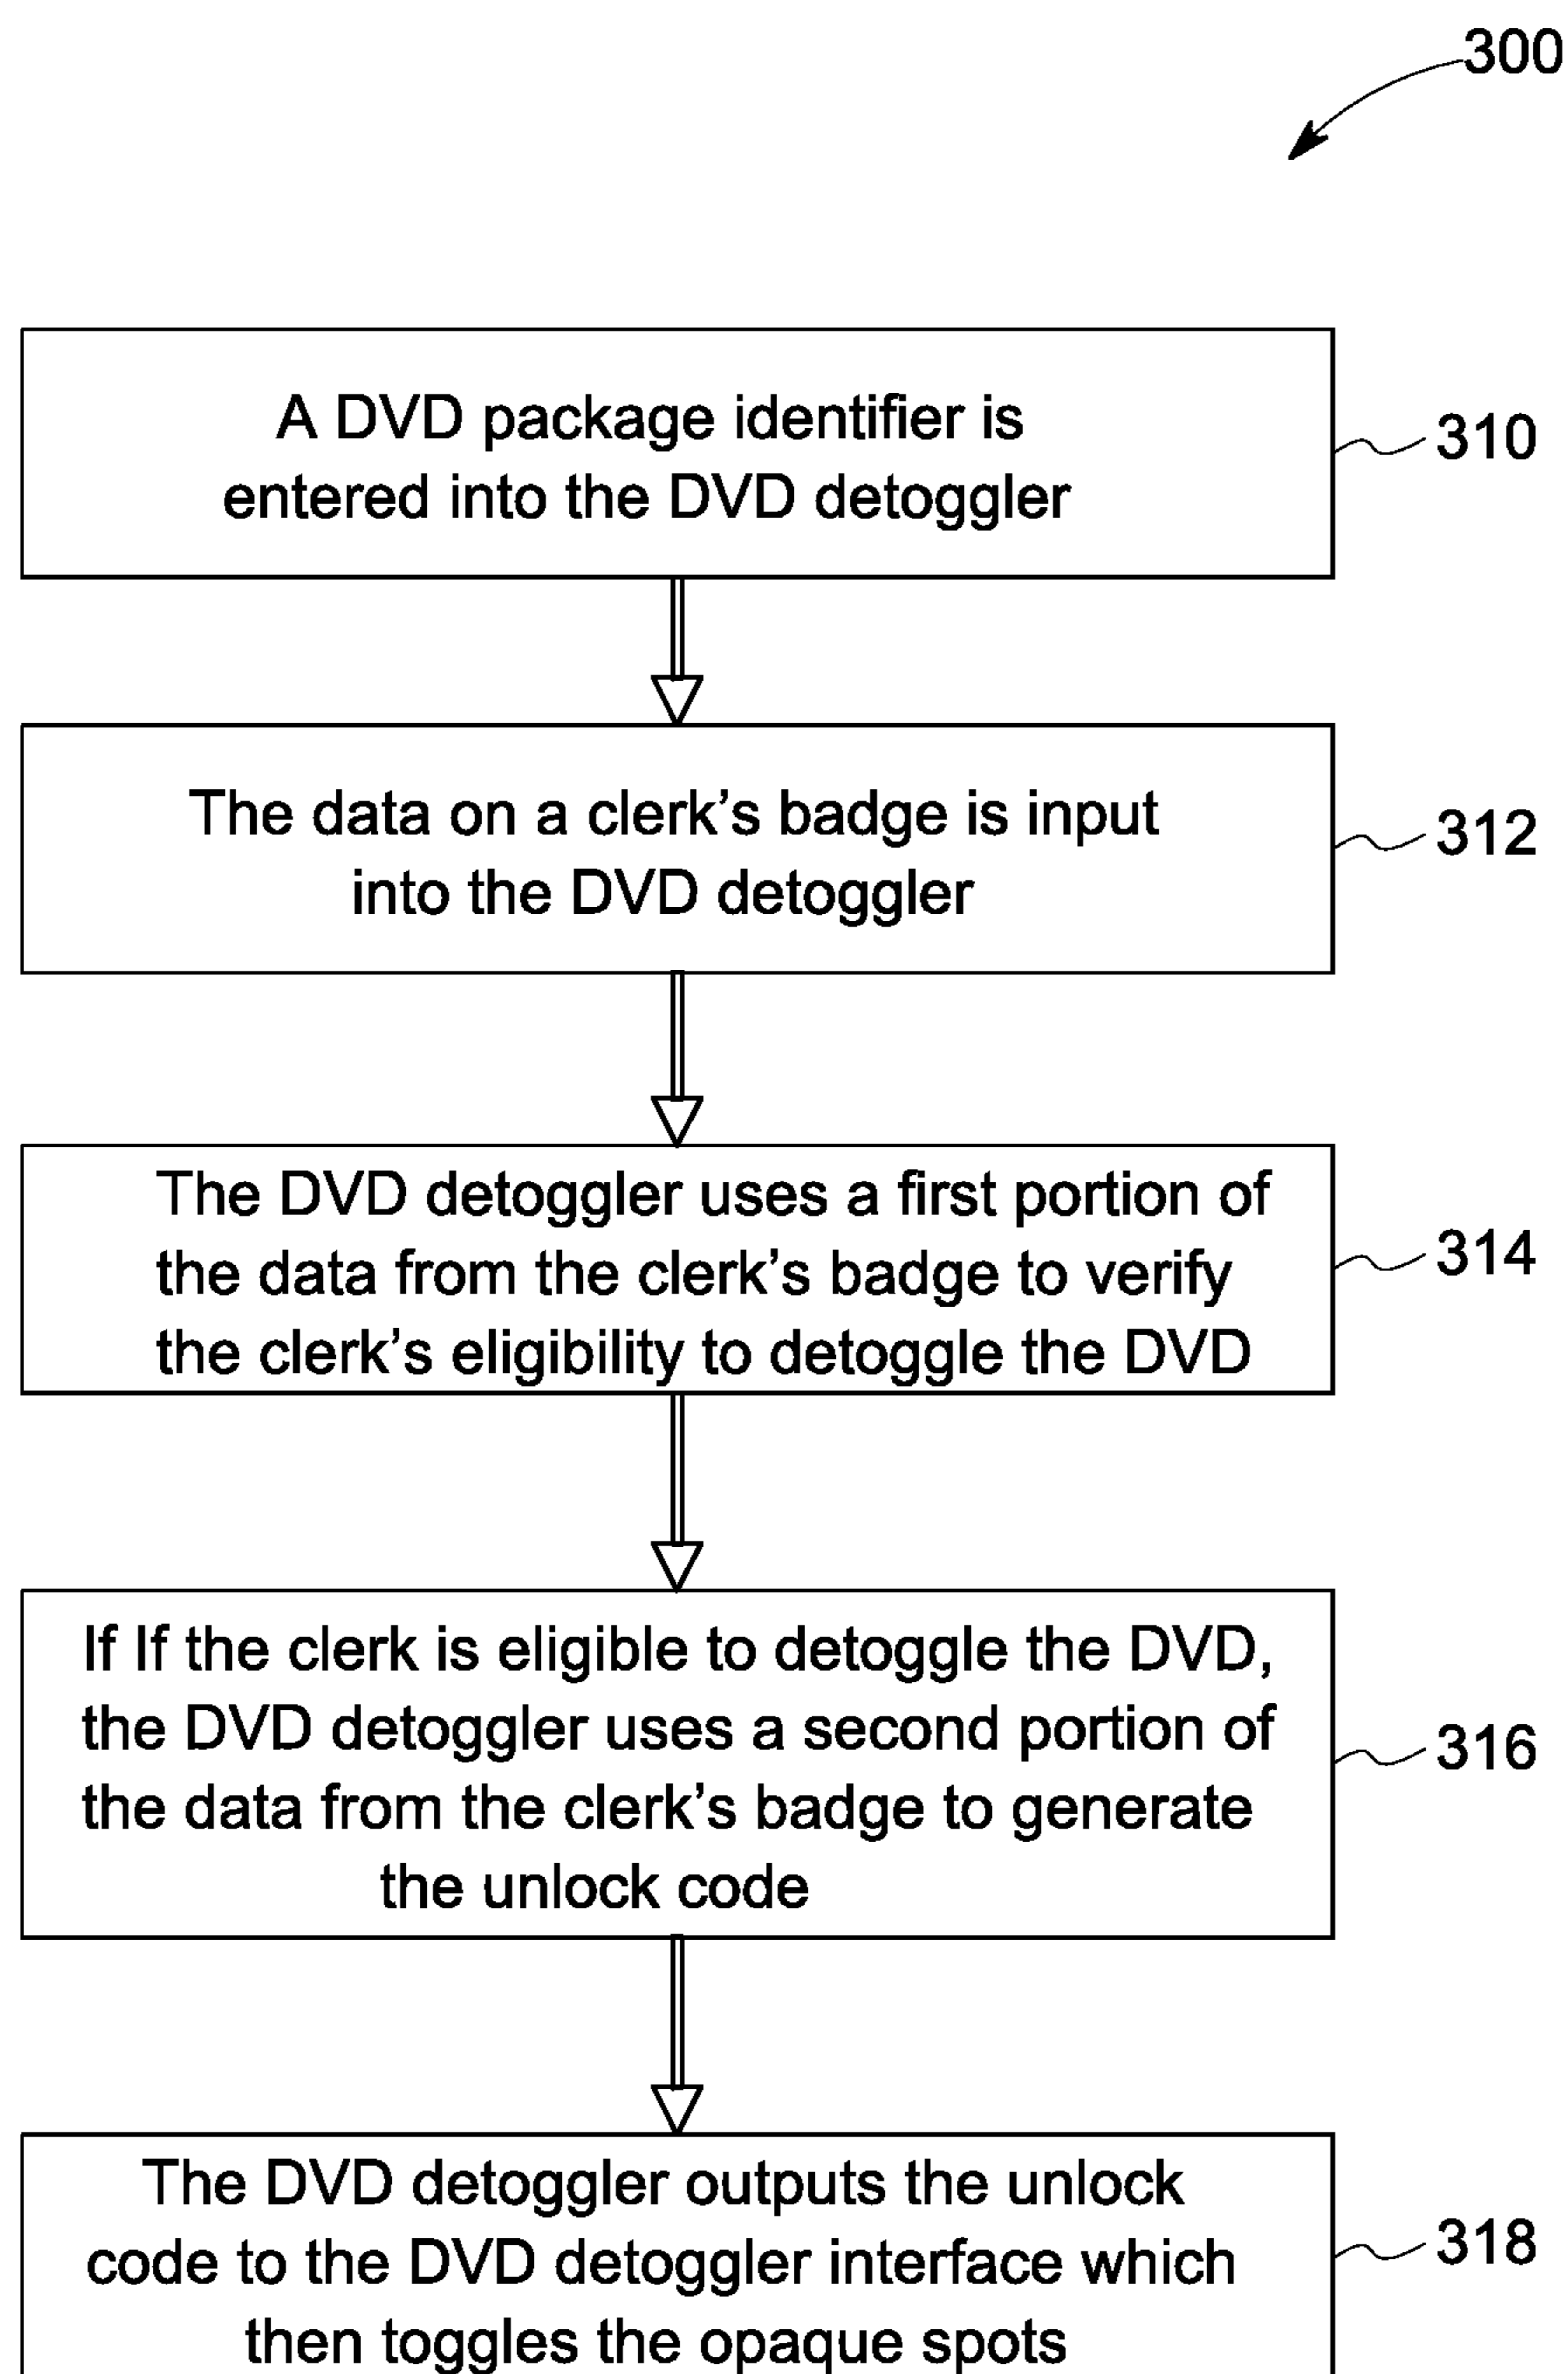 300
A DVD package identifier is
entered into the DVD detoggler
310
The data on a clerk’s badge is input
into the DVD detoggler
312
The DVD detoggler uses a first portion of
the data from the clerk’s badge to verify
the clerk’s eligibility to detoggle the DVD
314
If If the clerk is eligible to detoggle the DVD,
the DVD detoggler uses a second portion of
the data from the clerk’s badge to generate
the unlock code
316
The DVD detoggler outputs the unlock
code to the DVD detoggler interface which
then toggles the opaque spots
318